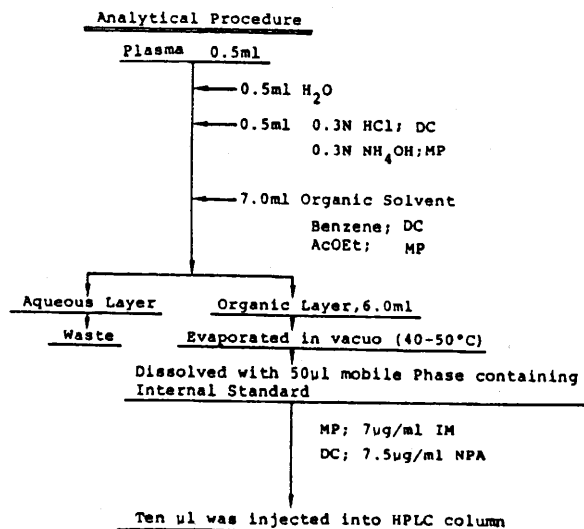 Analytical Procedure
Plasma 0.5ml
0.5ml H2O
0.5ml 0.3N HCl; DC
0.3N NH4OH;MP
7.0ml Organic Solvent
Benzene; DC
AcOEt; MP
Aqueous Layer
Organic Layer,6.0ml
Waste
Evaporated in vacuo (40-50°C)
Dissolved with 50μl mobile Phase containing
Internal Standard
MP; 7μg/ml IM
DC; 7.5μg/ml NPA
Ten μl was injected into HPLC column